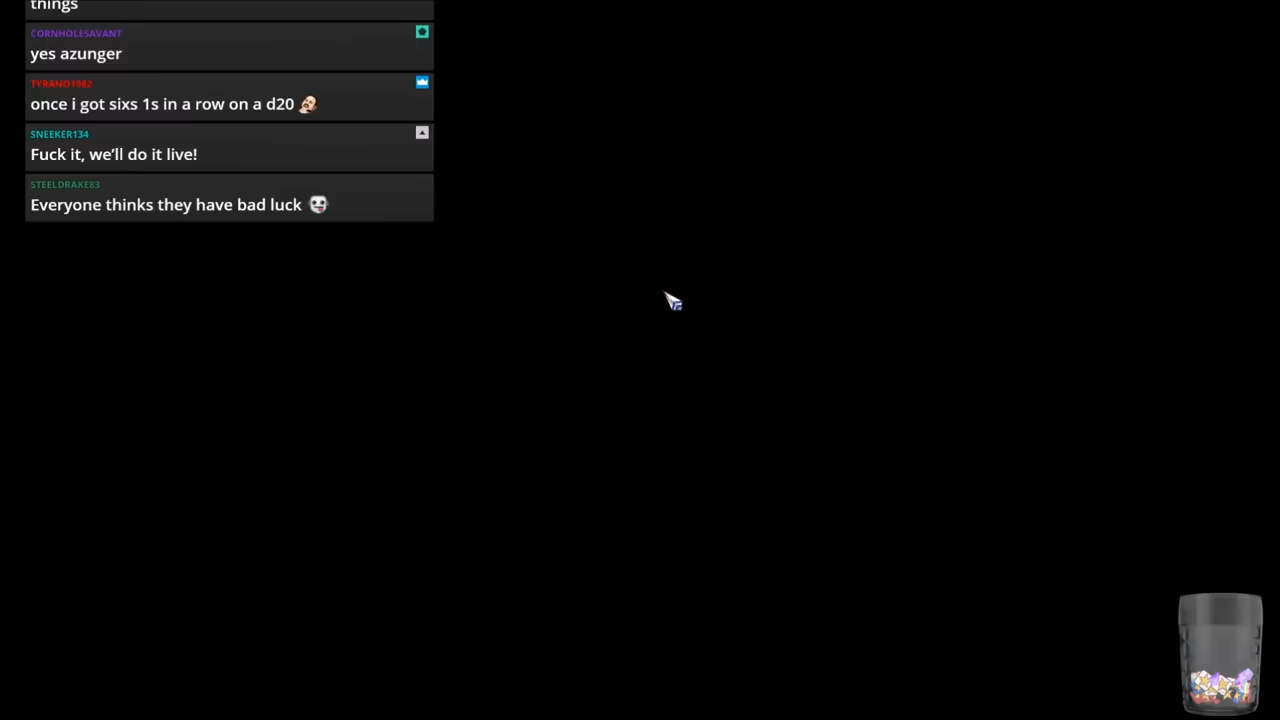 things
CORNHOLESAVANT
yes azunger
TYRANO1982
once i got sixs 1s in a row on a d20
SNEEKER134
Fuck it, we'll do it live!
STEELDRAKE83
Everyone thinks they have bad luck